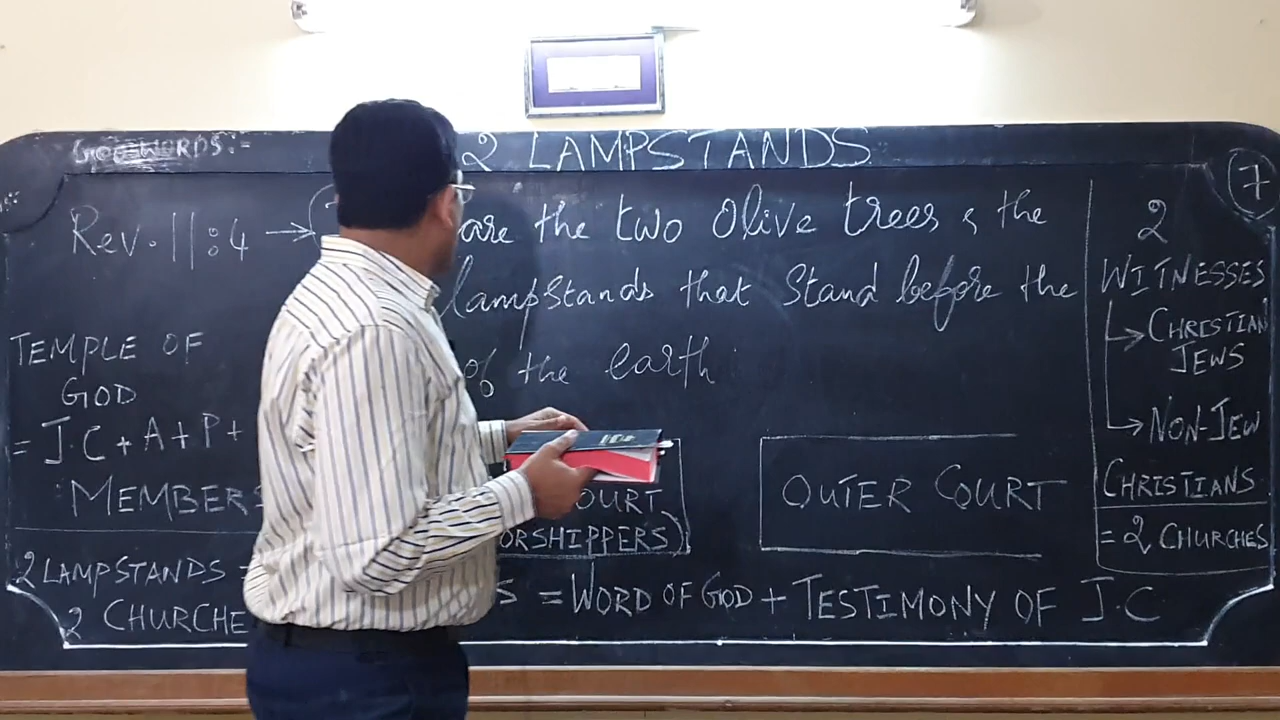 GOD WORDS:-
2 LAMPSTANDS
7
Rev. 11:4 → are the two Olive trees & the
lampstands that stand before the
of the earth
TEMPLE OF
GOD
= J.C + A + P +
MEMBERS
2 LAMPSTANDS =
2 CHURCHE
COURT
ORSHIPPERS)
OUTER COURT
S = WORD OF GOD + TESTIMONY OF J.C
2
WITNESSES
→ CHRISTIAN
JEWS
→ NON-JEW
CHRISTIANS
= 2 CHURCHES